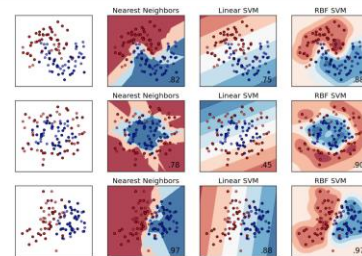 Nearest Neighbors Linear SVM RBF SVM
.82 .75
Nearest Neighbors Linear SVM RBF SVM
.78 .45 .90
Nearest Neighbors Linear SVM RBF SVM
.97 .88 .97